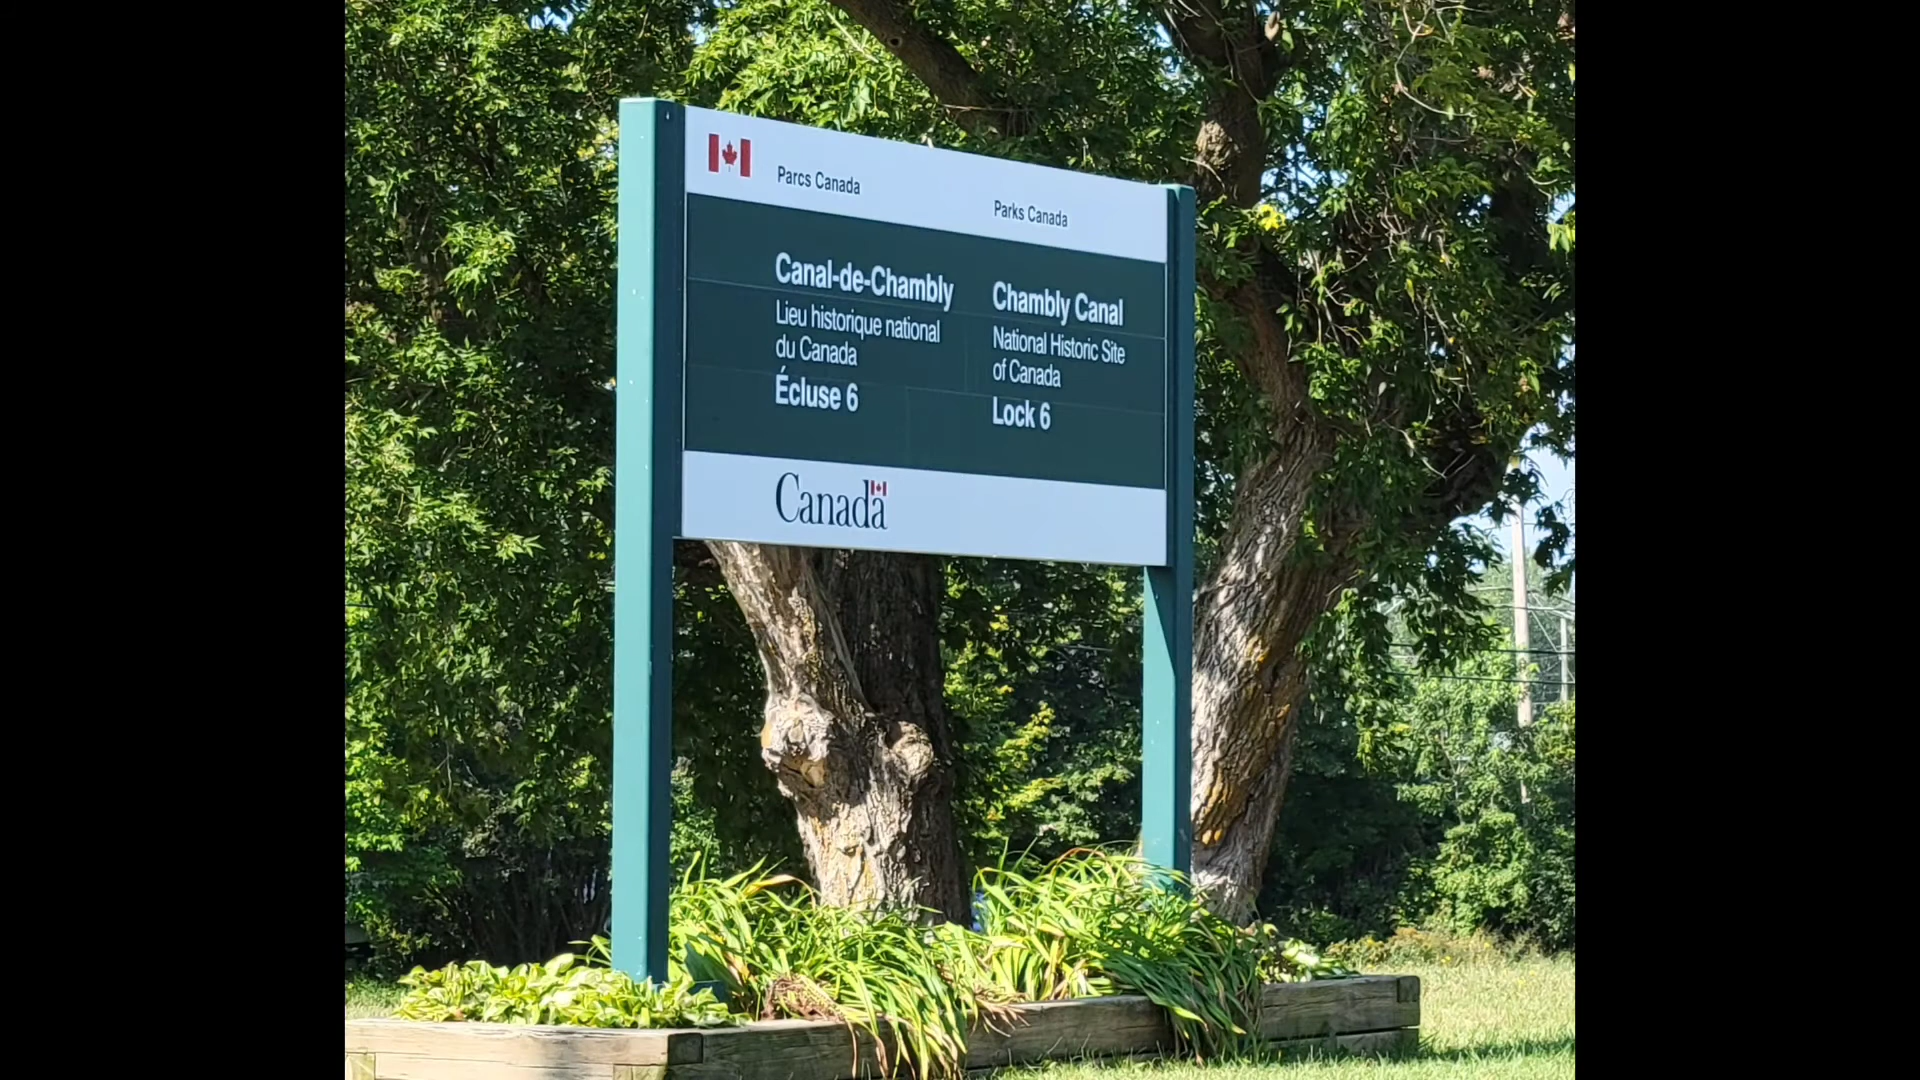 Parcs Canada
Parks Canada
Canal-de-Chambly
Lieu historique national
du Canada
Écluse 6
Chambly Canal
National Historic Site
of Canada
Lock 6
Canada